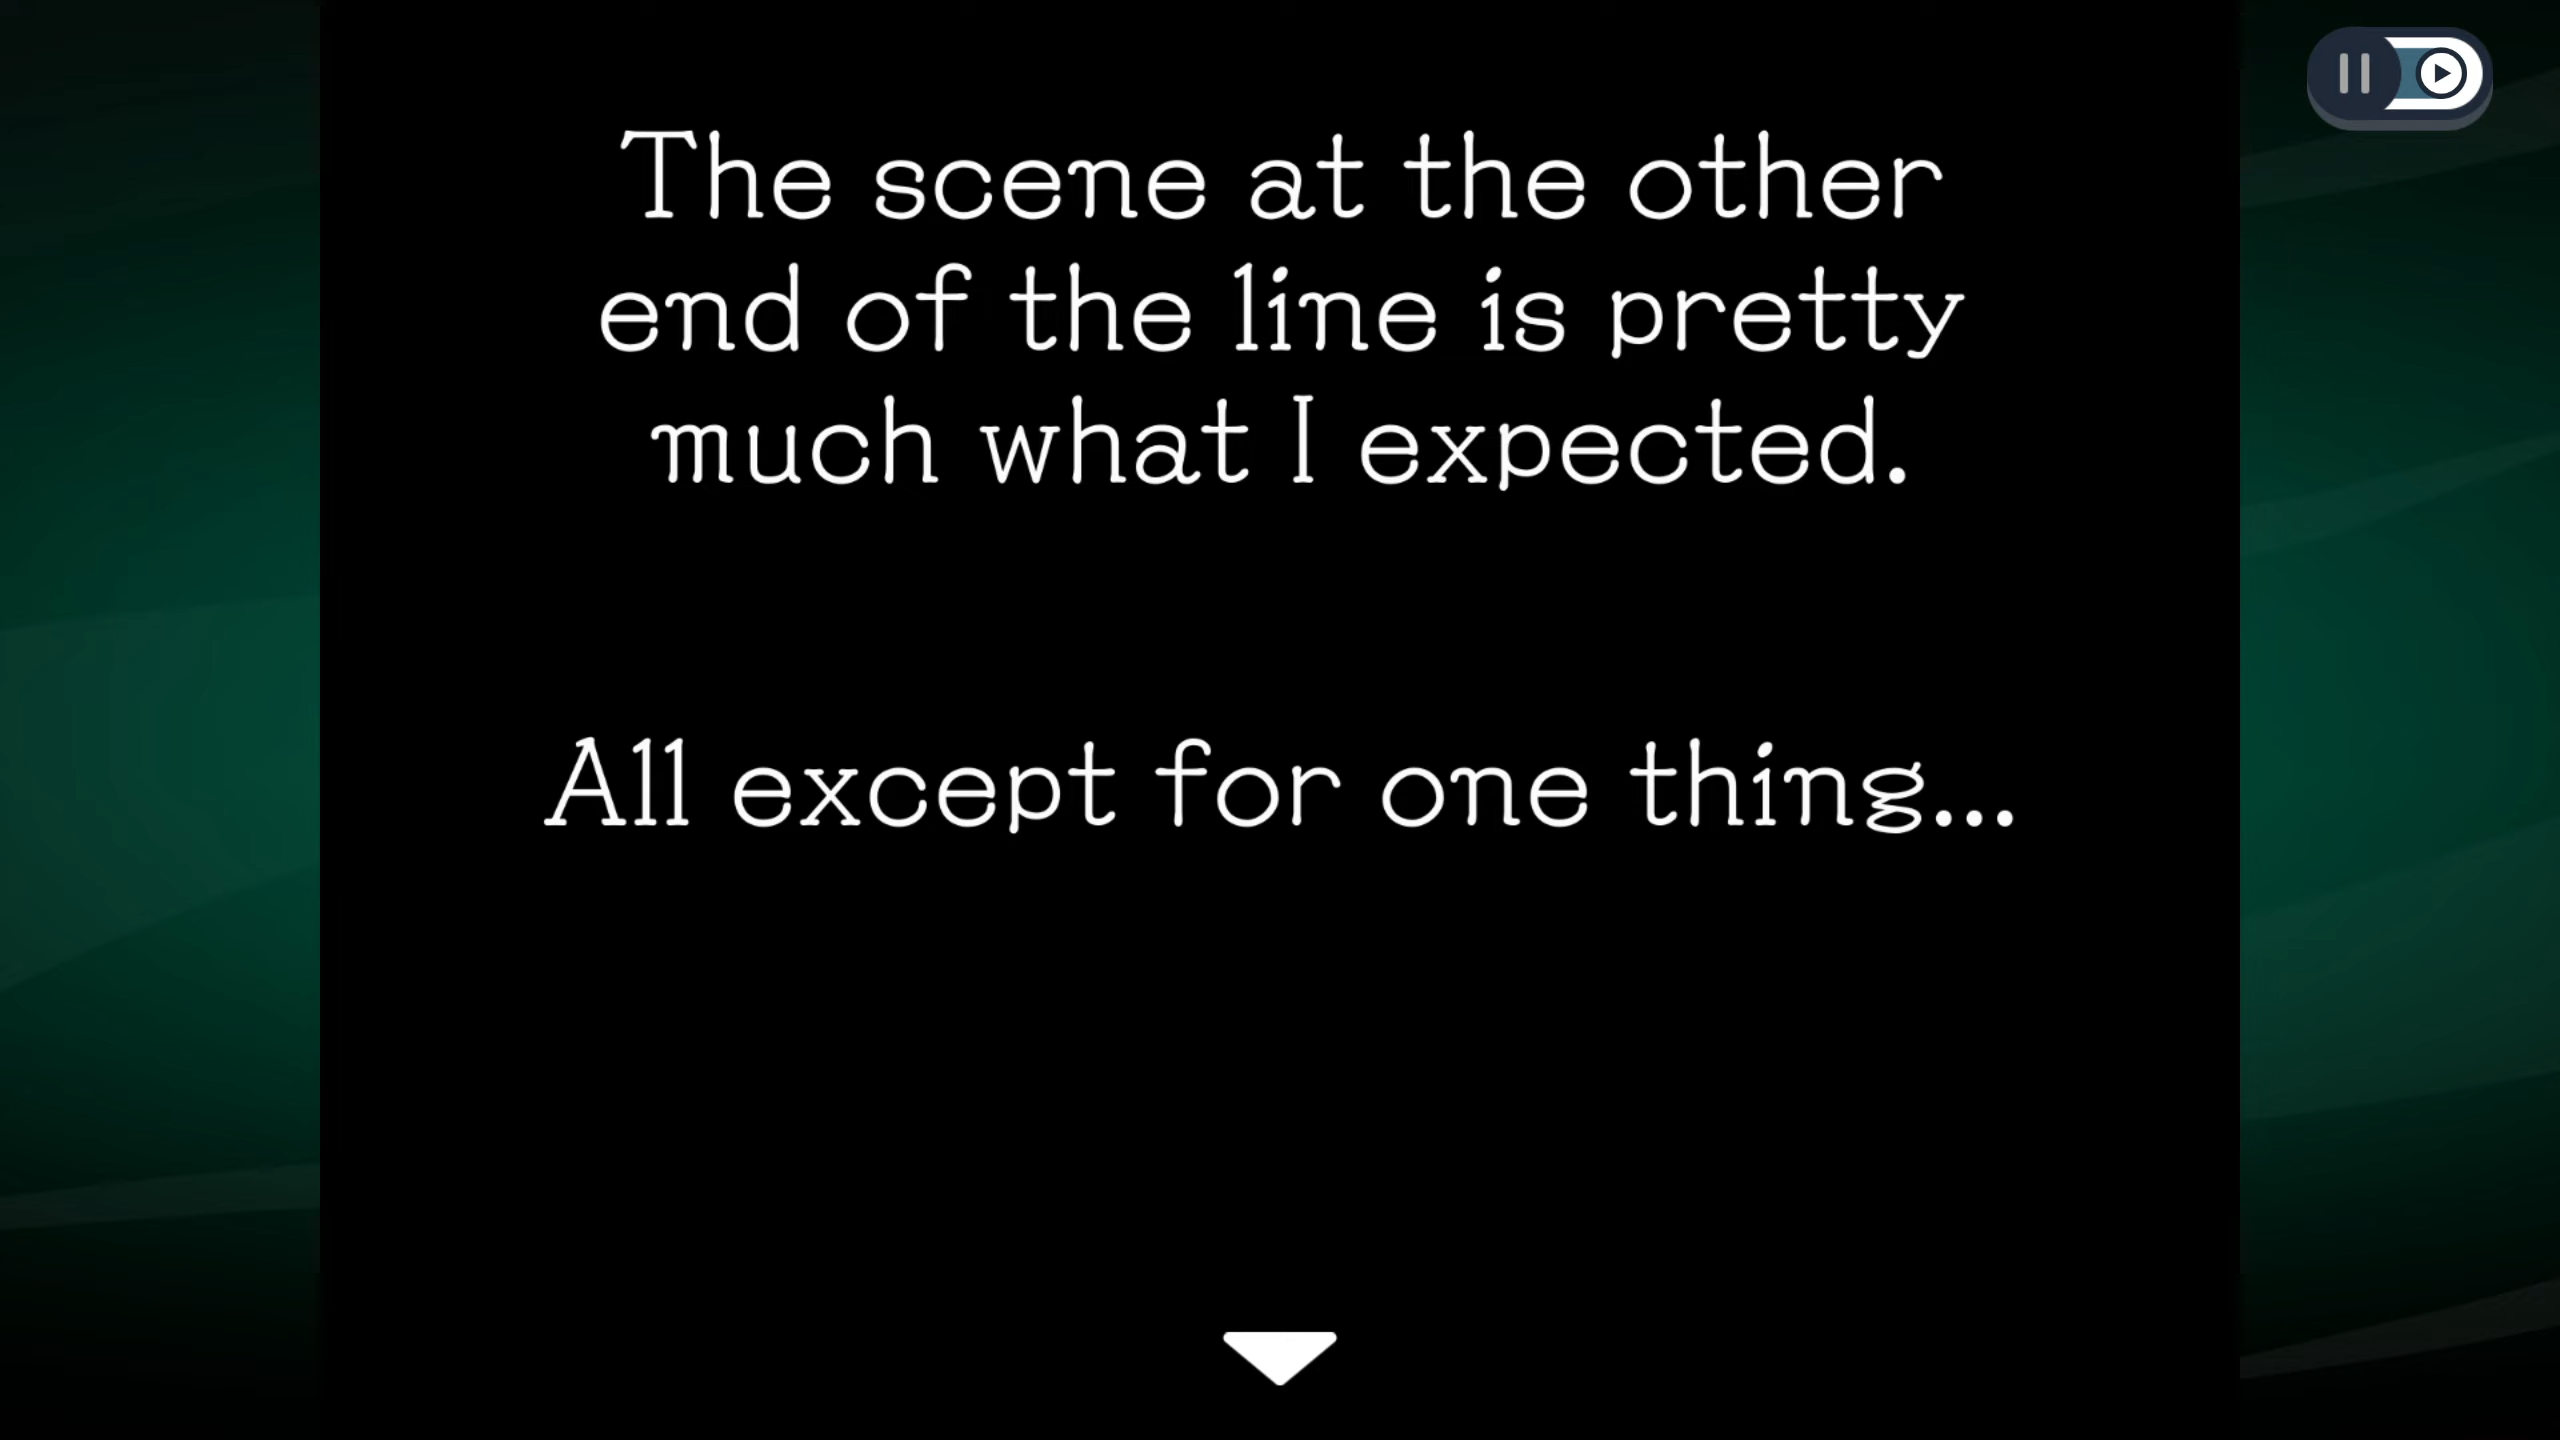 The scene at the other
end of the line is pretty
much what I expected.
All except for one thing...